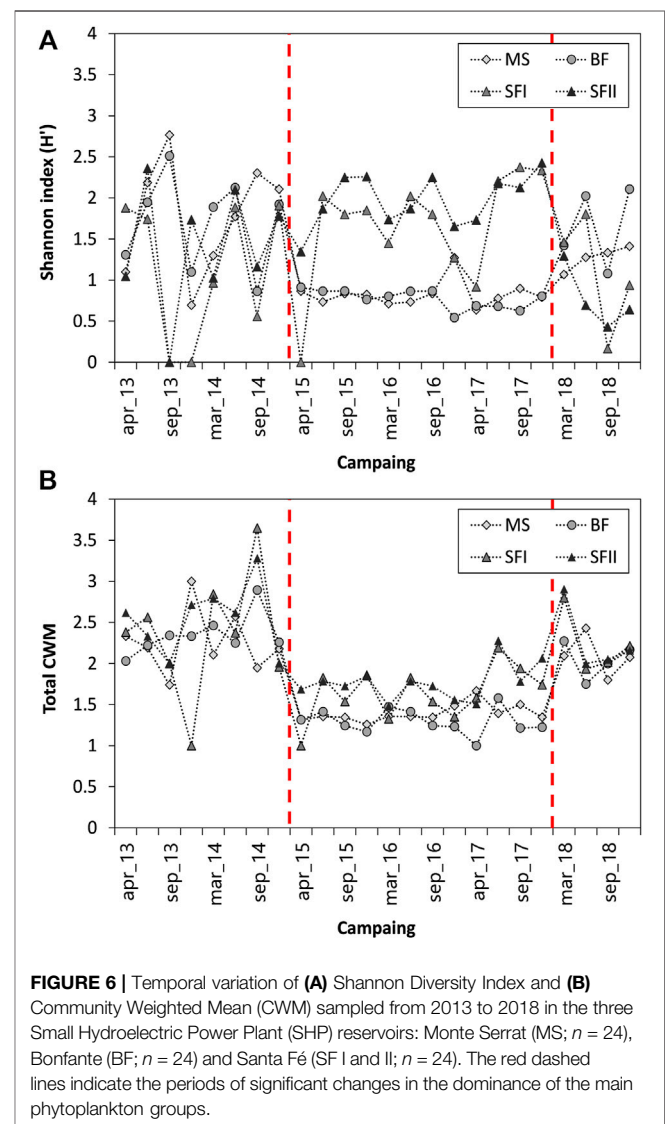 A
4
3.5
3
2.5
2
1.5
1
0.5
0
Shannon index (H')
MS BF
SFI SFII
apr_13 sep_13 mar_14 sep_14 apr_15 sep_15 mar_16 sep_16 apr_17 sep_17 mar_18 sep_18
Campaing
B
4
3.5
3
2.5
2
1.5
1
0.5
0
Total CWM
MS BF
SFI SFII
apr_13 sep_13 mar_14 sep_14 apr_15 sep_15 mar_16 sep_16 apr_17 sep_17 mar_18 sep_18
Campaing
FIGURE 6 | Temporal variation of (A) Shannon Diversity Index and (B)
Community Weighted Mean (CWM) sampled from 2013 to 2018 in the three
Small Hydroelectric Power Plant (SHP) reservoirs: Monte Serrat (MS; n = 24),
Bonfante (BF; n = 24) and Santa Fé (SF I and II; n = 24). The red dashed
lines indicate the periods of significant changes in the dominance of the main
phytoplankton groups.